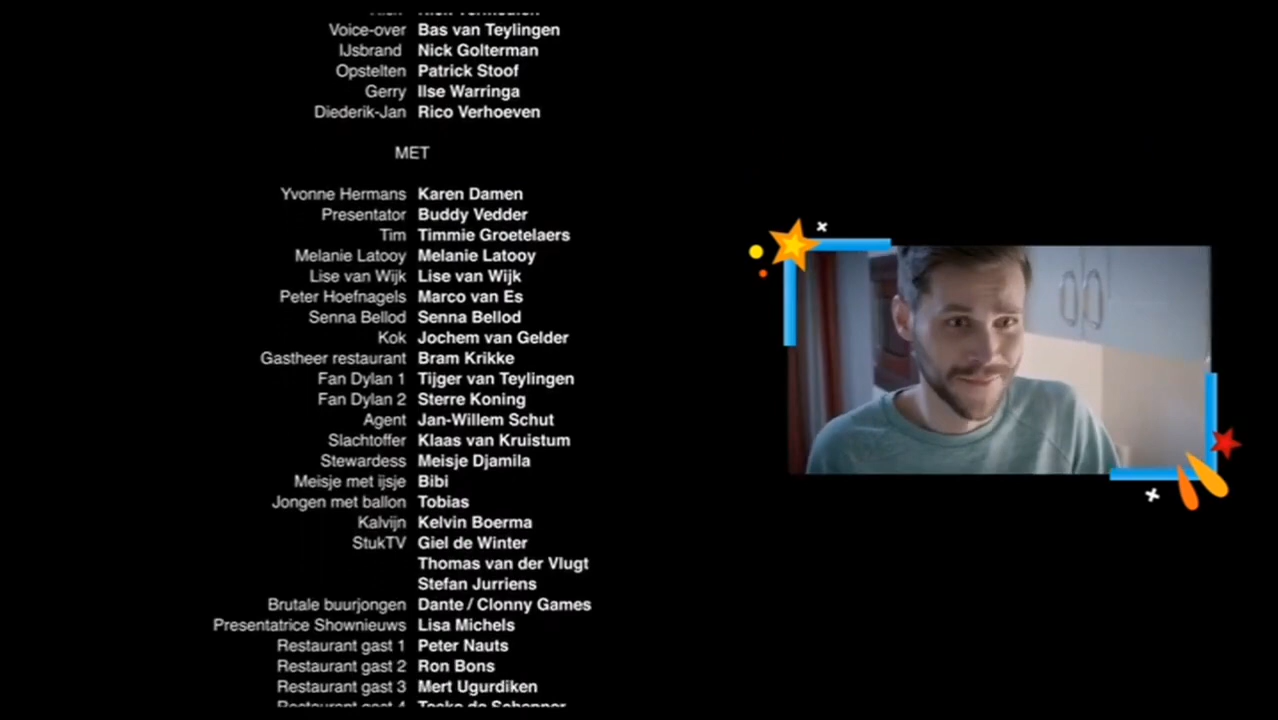 Voice-over Bas van Teylingen
IJsbrand Nick Golterman
Opstelten Patrick Stoof
Gerry Ilse Warringa
Diederik-Jan Rico Verhoeven
MET
Yvonne Hermans Karen Damen
Presentator Buddy Vedder
Tim Timmie Groetelaers
Melanie Latooy Melanie Latooy
Lise van Wijk Lise van Wijk
Peter Hoefnagels Marco van Es
Senna Bellod Senna Bellod
Kok Jochem van Gelder
Gastheer restaurant Bram Krikke
Fan Dylan 1 Tijger van Teylingen
Fan Dylan 2 Sterre Koning
Agent Jan-Willem Schut
Slachtoffer Klaas van Kruistum
Stewardess Meisje Djamila
Meisje met ijsje Bibi
Jongen met ballon Tobias
Kalvijn Kelvin Boerma
StukTV Giel de Winter
Thomas van der Vlugt
Stefan Jurriens
Brutale buurjongen Dante / Clonny Games
Presentatrice Shownieuws Lisa Michels
Restaurant gast 1 Peter Nauts
Restaurant gast 2 Ron Bons
Restaurant gast 3 Mert Ugurdiken
Restaurant gast 4